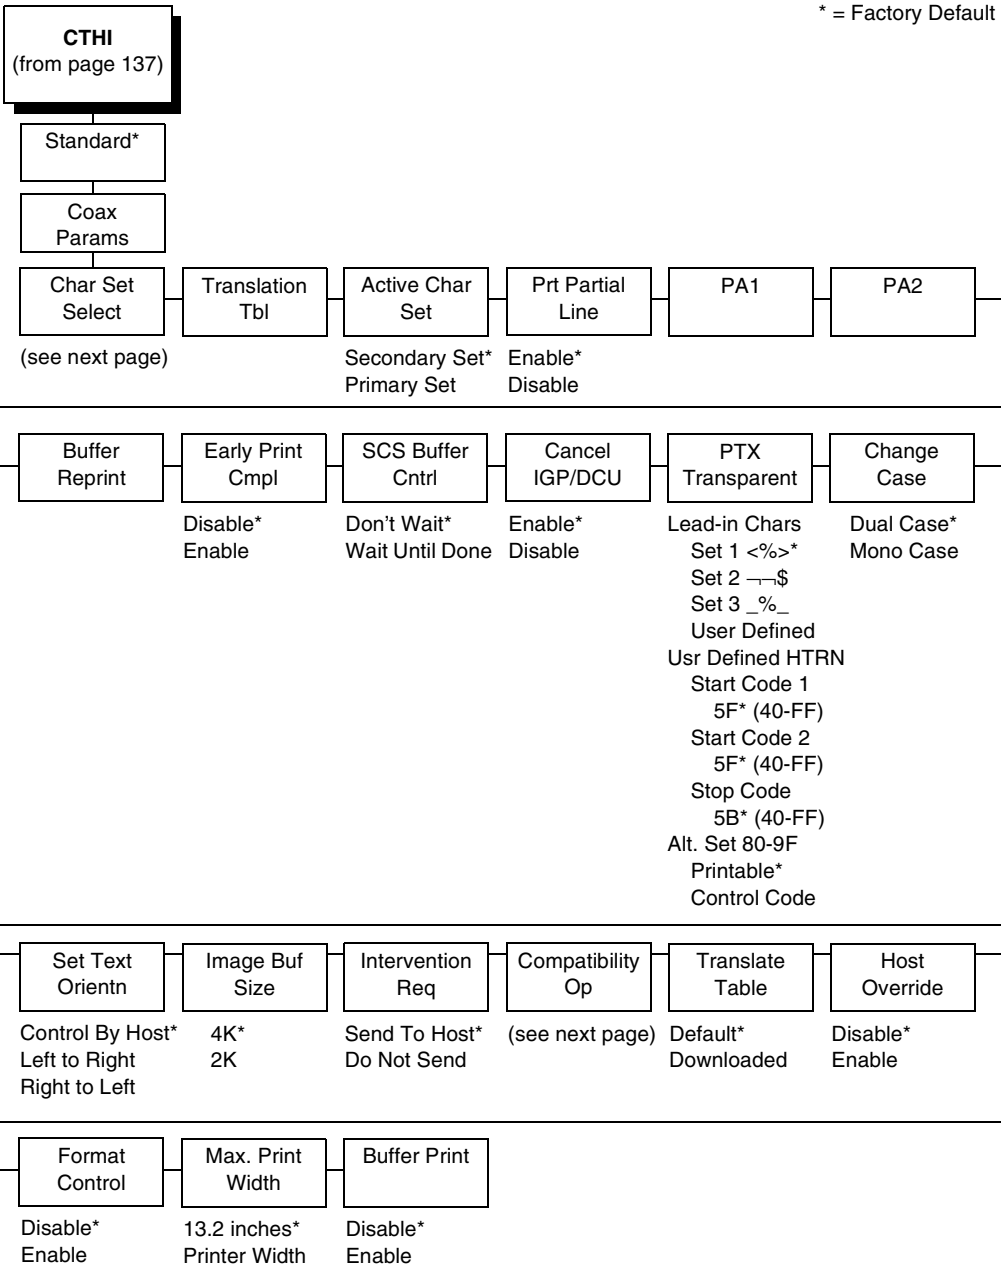 * = Factory Default
CTHI
(from page 137)
Standard*
Coax
Params
Char Set
Select
(see next page)
Translation
Tbl
Active Char
Set
Secondary Set*
Primary Set
Prt Partial
Line
Enable*
Disable
PA1
PA2
Buffer
Reprint
Early Print
Cmpl
Disable*
Enable
SCS Buffer
Cntrl
Don't Wait*
Wait Until Done
Cancel
IGP/DCU
Enable*
Disable
PTX
Transparent
Lead-in Chars
Set 1 <%>*
Set 2 ¬¬$
Set 3 _%_
User Defined
Usr Defined HTRN
Start Code 1
5F* (40-FF)
Start Code 2
5F* (40-FF)
Stop Code
5B* (40-FF)
Alt. Set 80-9F
Printable*
Control Code
Change
Case
Dual Case*
Mono Case
Set Text
Orientn
Control By Host*
Left to Right
Right to Left
Image Buf
Size
4K*
2K
Intervention
Req
Send To Host*
Do Not Send
Compatibility
Op
(see next page)
Translate
Table
Default*
Downloaded
Host
Override
Disable*
Enable
Format
Control
Disable*
Enable
Max. Print
Width
13.2 inches*
Printer Width
Buffer Print
Disable*
Enable